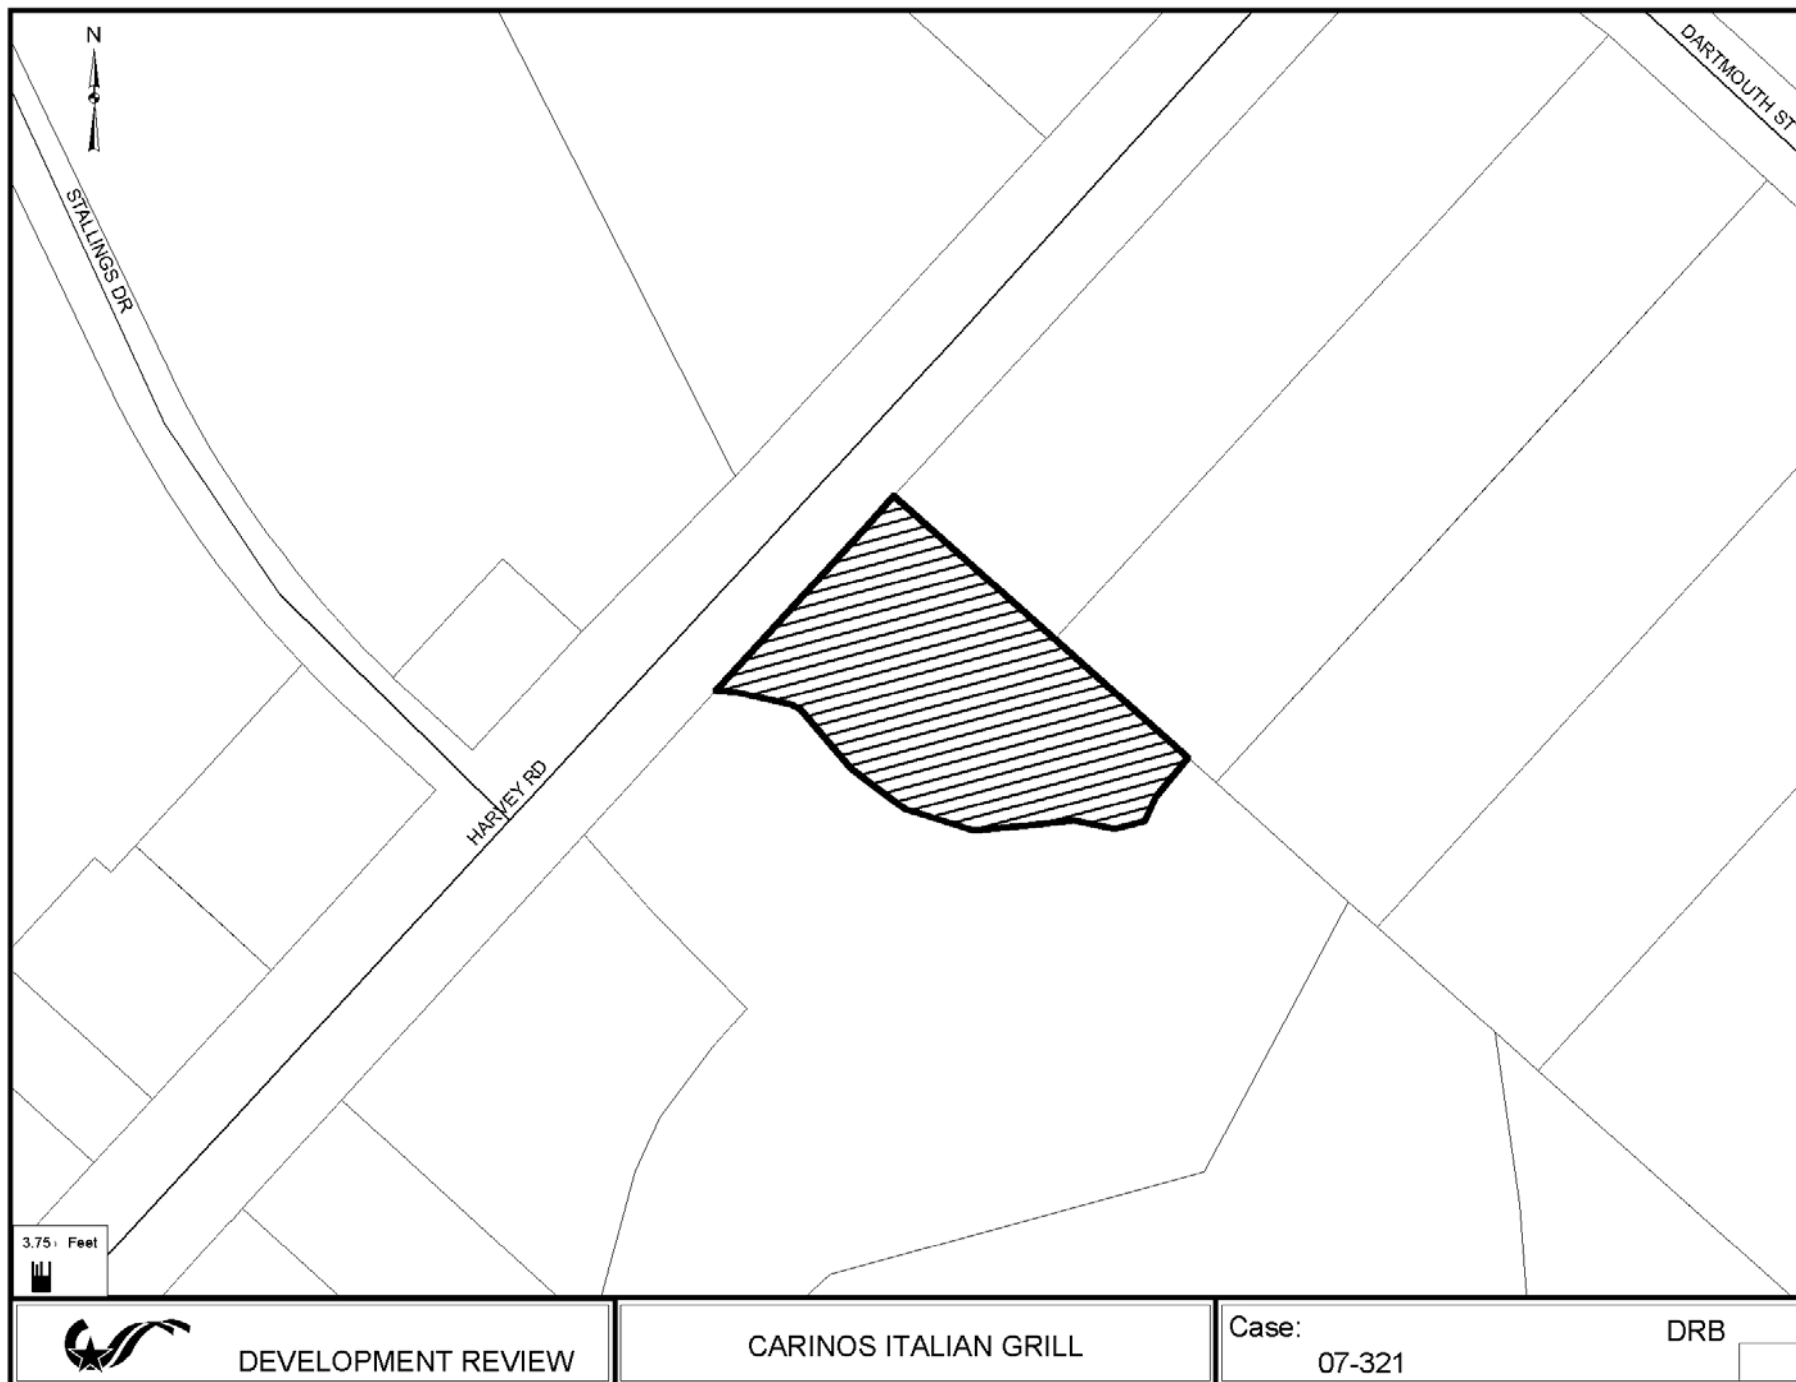 N
DARTMOUTH ST
STALLINGS DR
HARVEY RD
3.75 Feet
DEVELOPMENT REVIEW
CARINOS ITALIAN GRILL
Case:
07-321
DRB